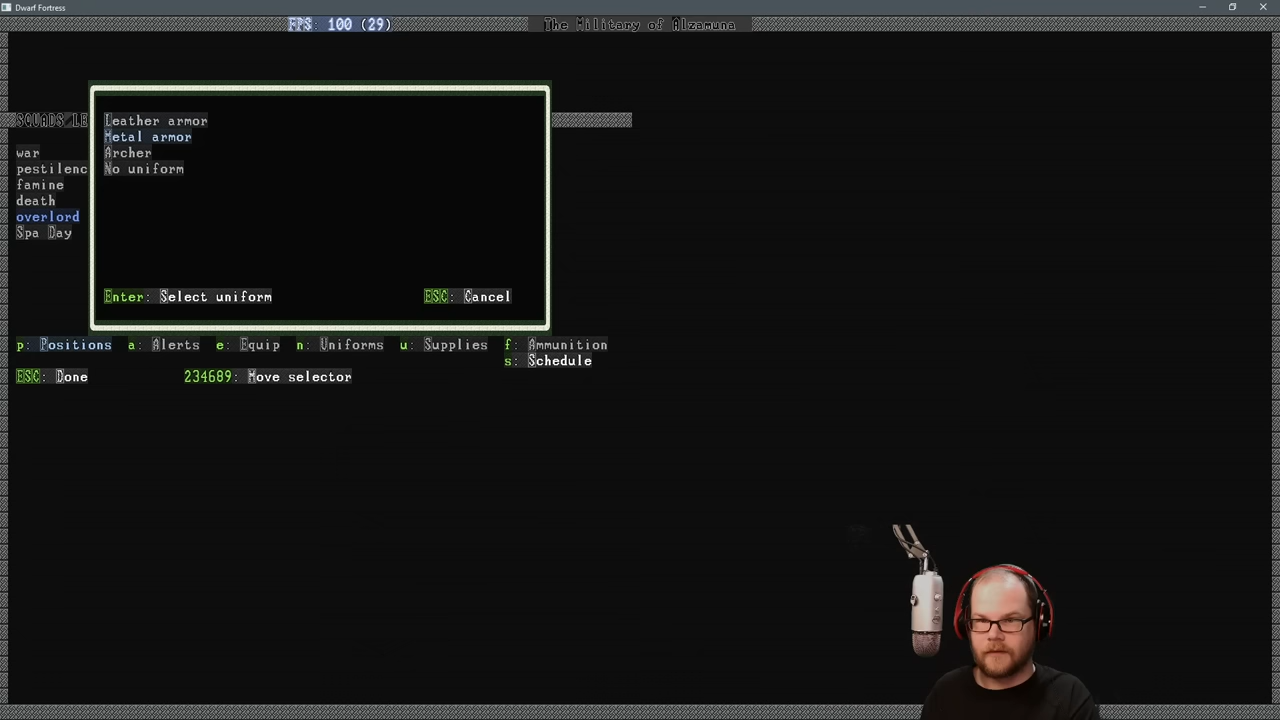 Dwarf Fortress
FPS: 100 (29)
The Military of Alzamuna
SQUADS LE
Leather armor
Metal armor
Archer
No uniform
war
pestilenc
famine
death
overlord
Spa Day
Enter: Select uniform
ESC: Cancel
p: Positions a: Alerts e: Equip n: Uniforms u: Supplies f: Ammunition
s: Schedule
ESC: Done 234689: Move selector